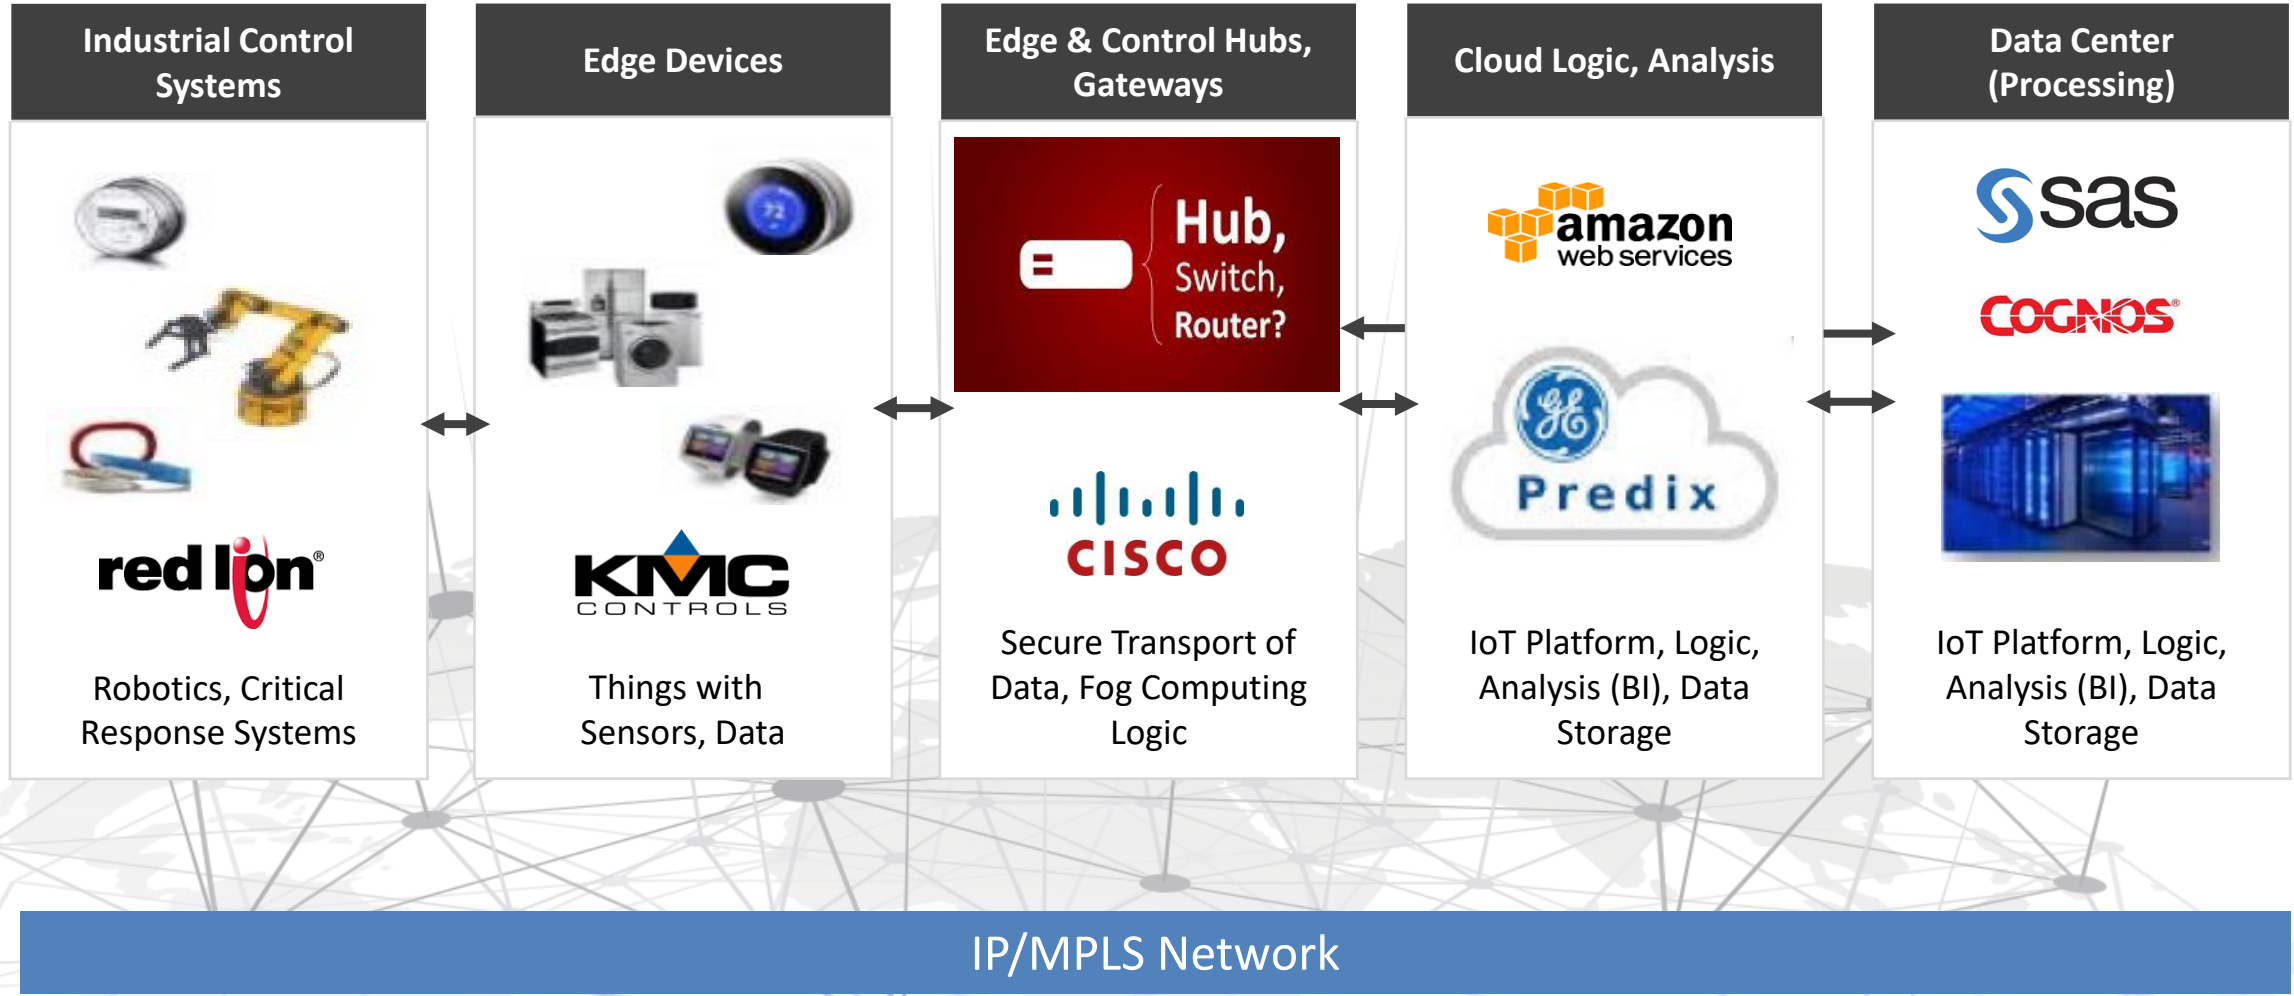 Industrial Control
Systems
red lion®
Robotics, Critical
Response Systems
Edge Devices
72
KMC
CONTROLS
Things with
Sensors, Data
Edge & Control Hubs,
Gateways
Hub,
Switch,
Router?
CISCO
Secure Transport of
Data, Fog Computing
Logic
Cloud Logic, Analysis
amazon
web services
GE
Predix
IoT Platform, Logic,
Analysis (BI), Data
Storage
Data Center
(Processing)
sas
COGNOS®
IoT Platform, Logic,
Analysis (BI), Data
Storage
IP/MPLS Network